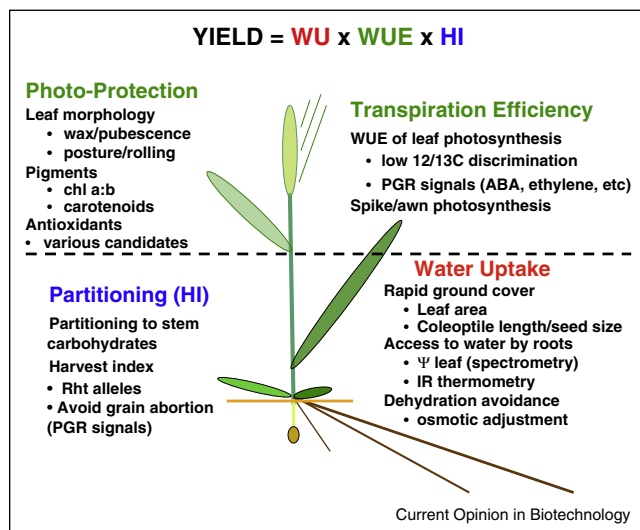 YIELD = WU x WUE x HI
Photo-Protection
Leaf morphology
• wax/pubescence
• posture/rolling
Pigments
• chl a:b
• carotenoids
Antioxidants
• various candidates
Transpiration Efficiency
WUE of leaf photosynthesis
• low 12/13C discrimination
• PGR signals (ABA, ethylene, etc)
Spike/awn photosynthesis
Partitioning (HI)
Partitioning to stem
carbohydrates
Harvest index
• Rht alleles
• Avoid grain abortion
(PGR signals)
Water Uptake
Rapid ground cover
• Leaf area
• Coleoptile length/seed size
Access to water by roots
• Ψ leaf (spectrometry)
• IR thermometry
Dehydration avoidance
• osmotic adjustment
Current Opinion in Biotechnology